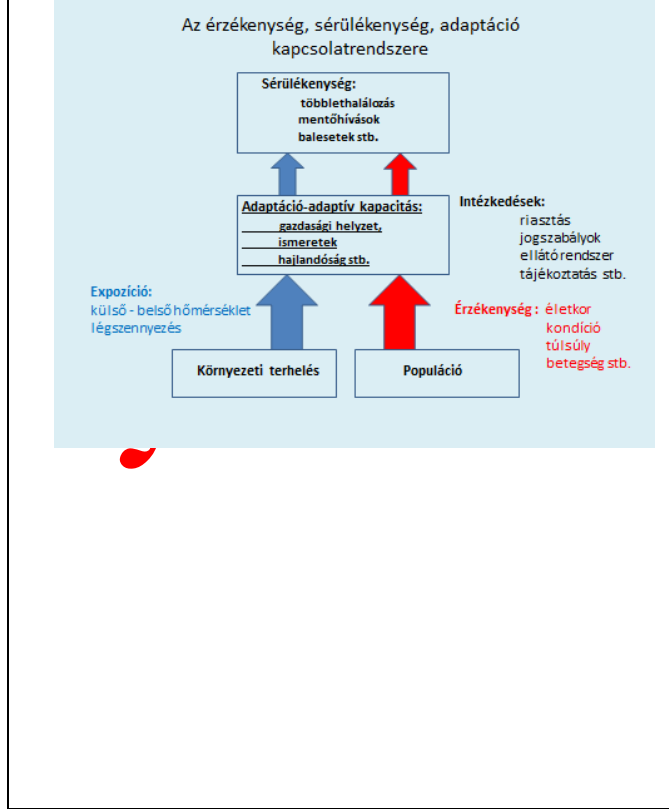 Az érzékenység, sérülékenység, adaptáció
kapcsolatrendszere
Sérülékenység:
többlethalálozás
mentőhívások
balesetek stb.
Adaptáció-adaptív kapacitás:
gazdasági helyzet,
ismeretek
hajlandóság stb.
Intézkedések:
riasztás
jogszabályok
ellátórendszer
tájékoztatás stb.
Expozíció:
külső - belső hőmérséklet
légszennyezés
Érzékenység : életkor
kondíció
túlsúly
betegség stb.
Környezeti terhelés
Populáció